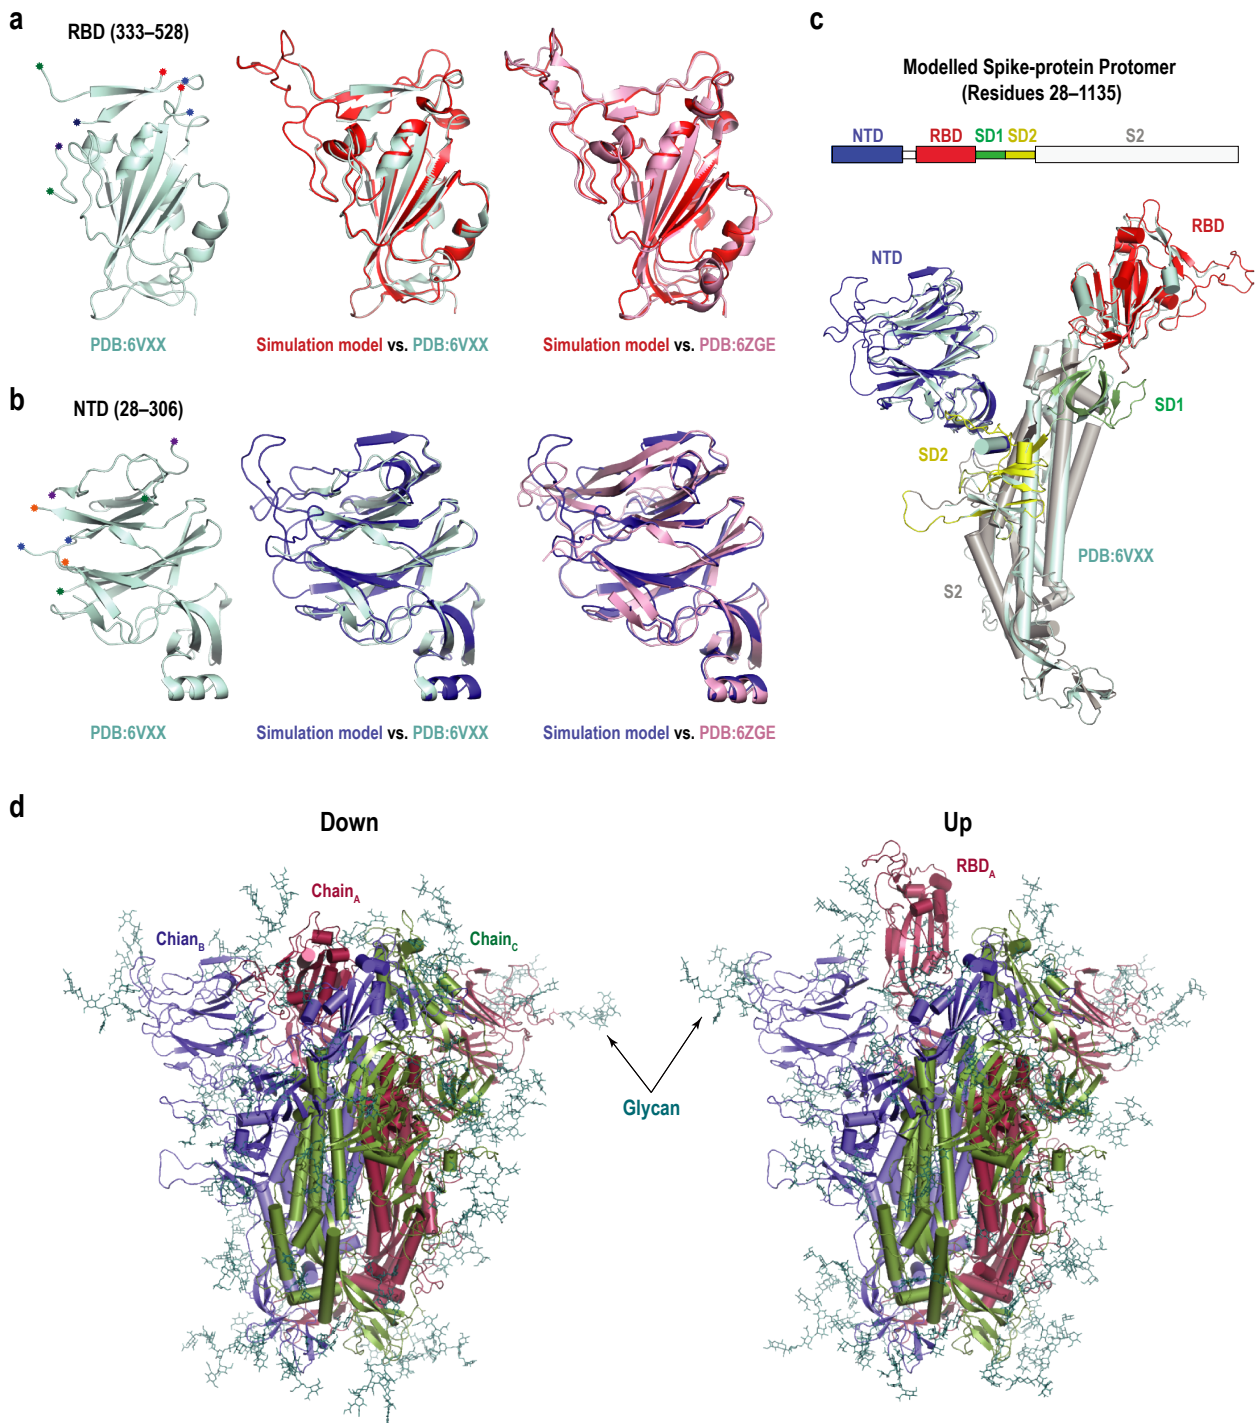 a
RBD (333–528)
PDB:6VXX
Simulation model vs. PDB:6VXX
Simulation model vs. PDB:6ZGE
b
NTD (28–306)
PDB:6VXX
Simulation model vs. PDB:6VXX
Simulation model vs. PDB:6ZGE
c
Modelled Spike-protein Protomer
(Residues 28–1135)
NTD RBD SD1 SD2 S2
RBD
NTD
SD1
SD2
PDB:6VXX
S2
d
Down
Up
ChainA
ChianB
ChainC
RBDA
Glycan